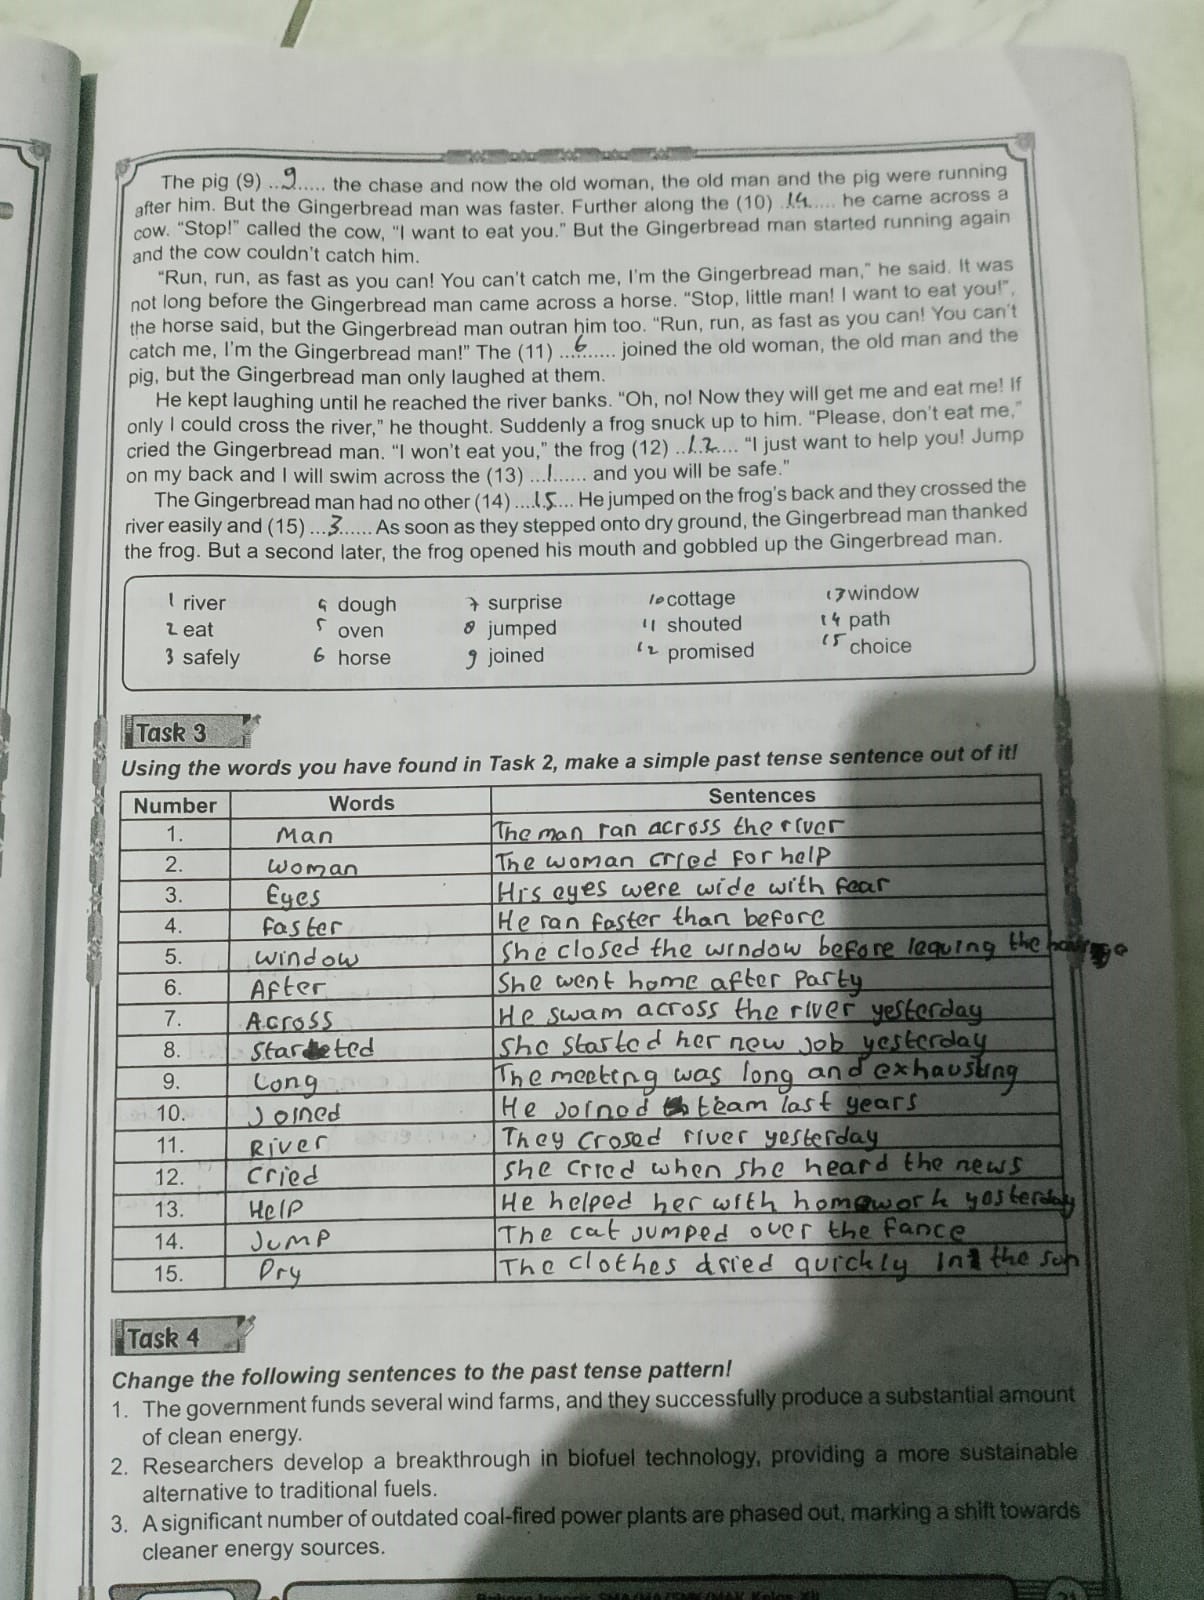 The pig (9) ..9...... the chase and now the old woman, the old man and the pig were running
after him. But the Gingerbread man was faster. Further along the (10) .14..... he came across a
cow. “Stop!” called the cow, “I want to eat you.” But the Gingerbread man started running again
and the cow couldn’t catch him.
“Run, run, as fast as you can! You can’t catch me, I’m the Gingerbread man,” he said. It was
not long before the Gingerbread man came across a horse. “Stop, little man! I want to eat you!”,
the horse said, but the Gingerbread man outran him too. “Run, run, as fast as you can! You can’t
catch me, I’m the Gingerbread man!” The (11) ...6...... joined the old woman, the old man and the
pig, but the Gingerbread man only laughed at them.
He kept laughing until he reached the river banks. “Oh, no! Now they will get me and eat me! If
only I could cross the river,” he thought. Suddenly a frog snuck up to him. “Please, don’t eat me,”
cried the Gingerbread man. “I won’t eat you,” the frog (12) ..12.... “I just want to help you! Jump
on my back and I will swim across the (13) ...1...... and you will be safe.”
The Gingerbread man had no other (14) ....15.... He jumped on the frog’s back and they crossed the
river easily and (15) ...3...... As soon as they stepped onto dry ground, the Gingerbread man thanked
the frog. But a second later, the frog opened his mouth and gobbled up the Gingerbread man.
1 river 4 dough 7 surprise 10 cottage 13 window
2 eat 5 oven 8 jumped 11 shouted 14 path
3 safely 6 horse 9 joined 12 promised 15 choice
Task 3
Using the words you have found in Task 2, make a simple past tense sentence out of it!
Number Words Sentences
1. Man The man ran across the river
2. Woman The woman cried for help
3. Eyes His eyes were wide with fear
4. faster He ran faster than before
5. window She closed the window before leaving the
6. After She went home after party
7. Across He swam across the river yesterday
8. started She started her new job yesterday
9. Long The meeting was long and exhausting
10. Joined He joined team last years
11. River They crosed river yesterday
12. cried She cried when she heard the news
13. Help He helped her with homework yesterday
14. Jump The cat jumped over the fance
15. Dry The clothes dried quickly in the sun
Task 4
Change the following sentences to the past tense pattern!
1. The government funds several wind farms, and they successfully produce a substantial amount
of clean energy.
2. Researchers develop a breakthrough in biofuel technology, providing a more sustainable
alternative to traditional fuels.
3. A significant number of outdated coal-fired power plants are phased out, marking a shift towards
cleaner energy sources.